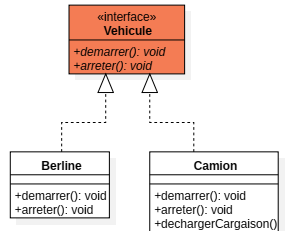 «interface»
Vehicule
+demarrer(): void
+arreter(): void
Berline
+demarrer(): void
+arreter(): void
Camion
+demarrer(): void
+arreter(): void
+dechargerCargaison()